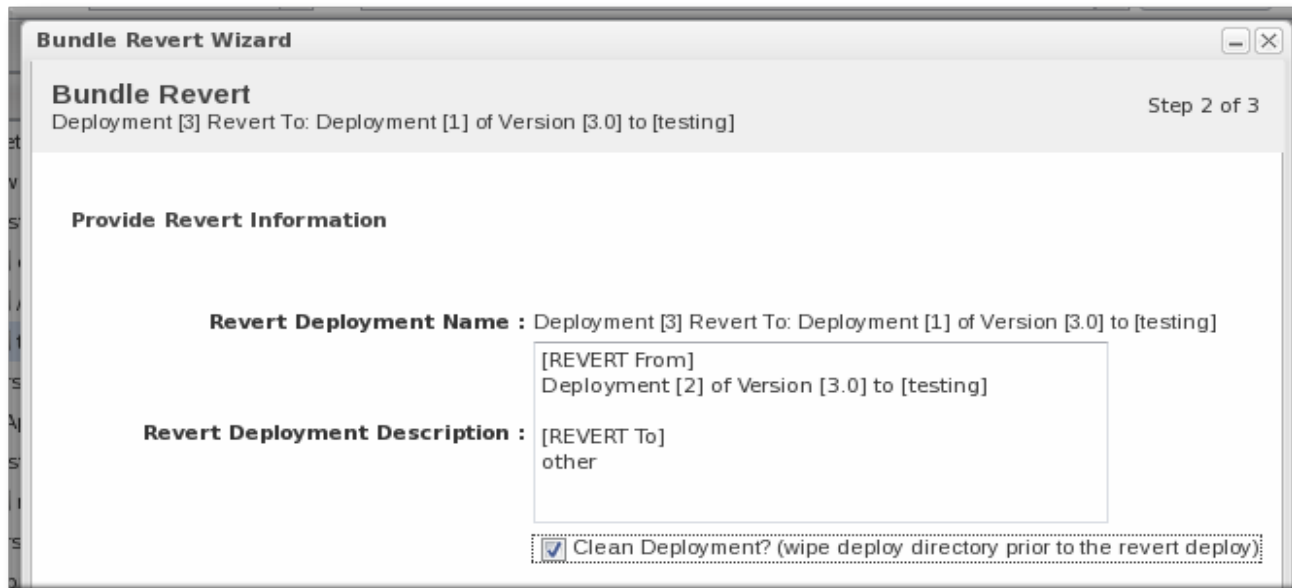 Bundle Revert Wizard
Bundle Revert
Step 2 of 3
Deployment [3] Revert To: Deployment [1] of Version [3.0] to [testing]
Provide Revert Information
Revert Deployment Name : Deployment [3] Revert To: Deployment [1] of Version [3.0] to [testing]
[REVERT From]
Deployment [2] of Version [3.0] to [testing]
Revert Deployment Description :
[REVERT To]
other
Clean Deployment? (wipe deploy directory prior to the revert deploy)